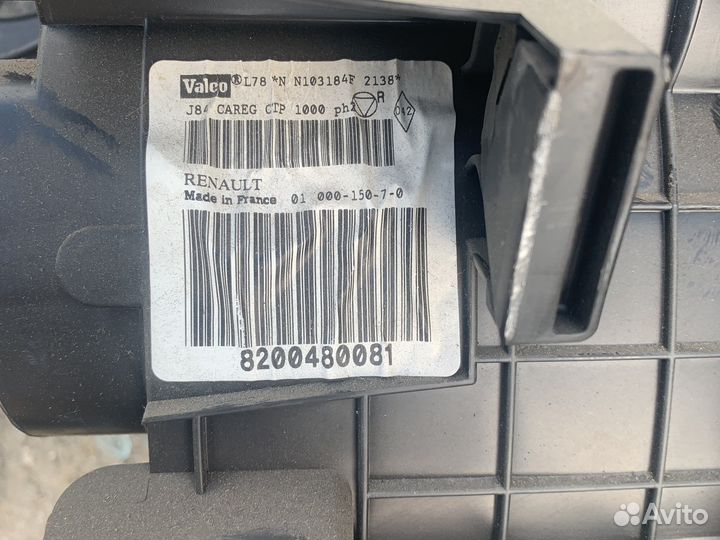 Valeo® L78 *N N103184F 2138*
J84 CAREG CTP 1000 ph2 R 042
RENAULT
Made in France 01 000-150-7-0
8200480081
Avito